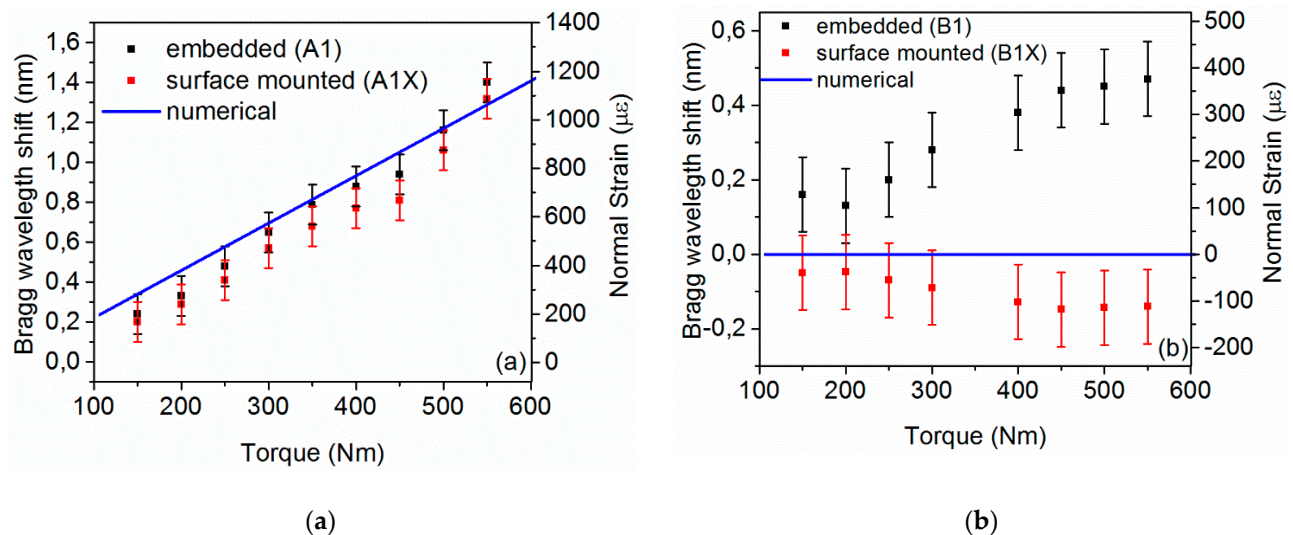 embedded (A1)
surface mounted (A1X)
numerical
Bragg wavelegth shift (nm)
1,6
1,4
1,2
1,0
0,8
0,6
0,4
0,2
0,0
1400
1200
1000
800
600
400
200
0
Normal Strain (µε)
(a)
100 200 300 400 500 600
Torque (Nm)
(a)
embedded (B1)
surface mounted (B1X)
numerical
Bragg wavelegth shift (nm)
0,6
0,4
0,2
0,0
-0,2
500
400
300
200
100
0
-100
-200
Normal Strain (µε)
(b)
100 200 300 400 500 600
Torque (Nm)
(b)